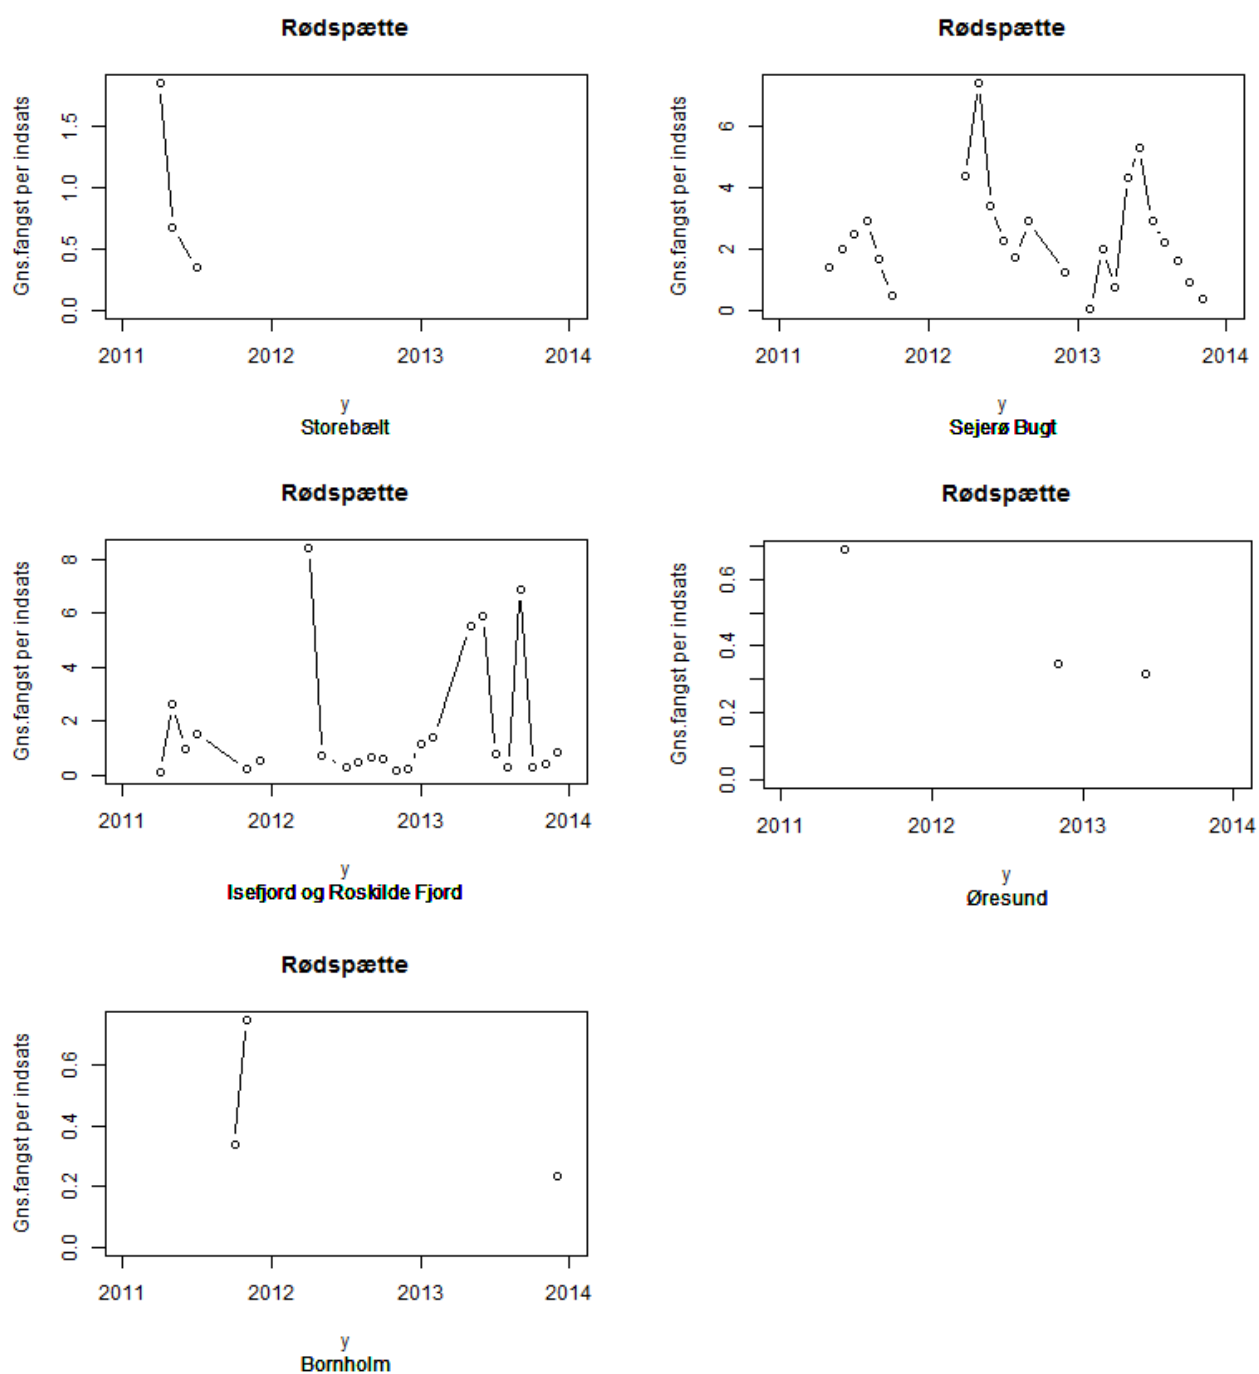 Rødspætte
Gns.fangst per indsats
0.0 0.5 1.0 1.5
2011 2012 2013 2014
y
Storebælt
Rødspætte
Gns.fangst per indsats
0 2 4 6
2011 2012 2013 2014
y
Sejerø Bugt
Rødspætte
Gns.fangst per indsats
0 2 4 6 8
2011 2012 2013 2014
y
Isefjord og Roskilde Fjord
Rødspætte
Gns.fangst per indsats
0.0 0.2 0.4 0.6
2011 2012 2013 2014
y
Øresund
Rødspætte
Gns.fangst per indsats
0.0 0.2 0.4 0.6
2011 2012 2013 2014
y
Bornholm